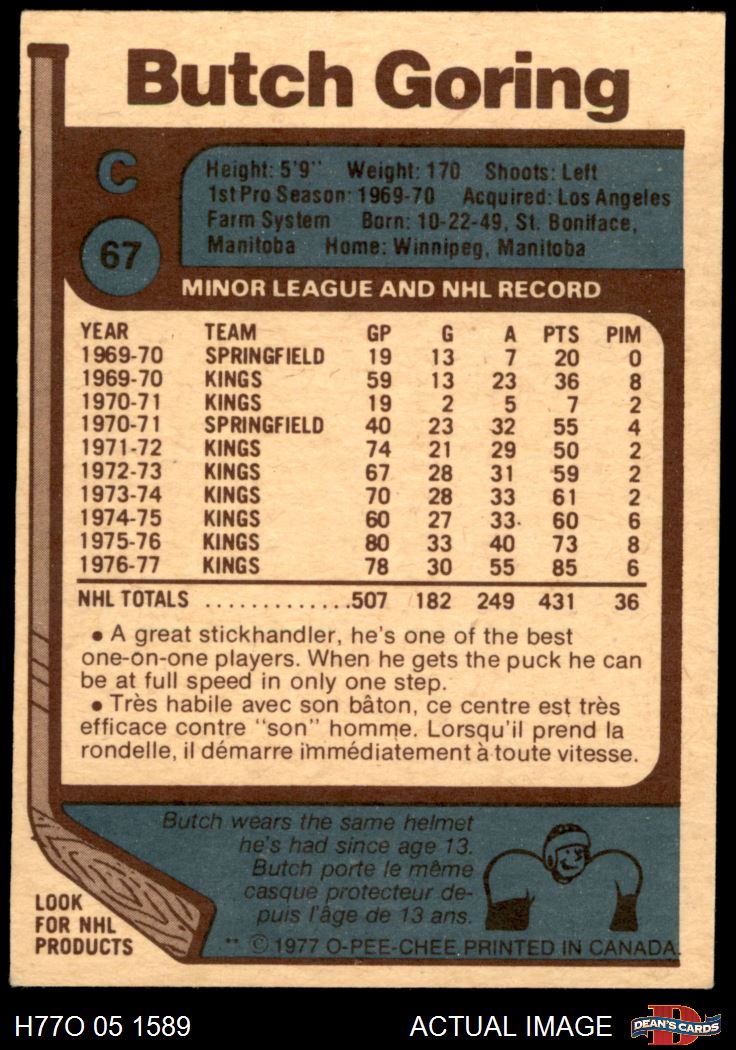 Butch Goring
C
67
Height: 5'9" Weight: 170 Shoots: Left
1st Pro Season: 1969-70 Acquired: Los Angeles
Farm System Born: 10-22-49, St. Boniface,
Manitoba Home: Winnipeg, Manitoba
MINOR LEAGUE AND NHL RECORD
YEAR TEAM GP G A PTS PIM
1969-70 SPRINGFIELD 19 13 7 20 0
1969-70 KINGS 59 13 23 36 8
1970-71 KINGS 19 2 5 7 2
1970-71 SPRINGFIELD 40 23 32 55 4
1971-72 KINGS 74 21 29 50 2
1972-73 KINGS 67 28 31 59 2
1973-74 KINGS 70 28 33 61 2
1974-75 KINGS 60 27 33 60 6
1975-76 KINGS 80 33 40 73 8
1976-77 KINGS 78 30 55 85 6
NHL TOTALS .............507 182 249 431 36
• A great stickhandler, he's one of the best
one-on-one players. When he gets the puck he can
be at full speed in only one step.
• Très habile avec son bâton, ce centre est très
efficace contre "son" homme. Lorsqu'il prend la
rondelle, il démarre immédiatement à toute vitesse.
Butch wears the same helmet
he's had since age 13.
Butch porte le même
casque protecteur de-
puis l'âge de 13 ans.
LOOK
FOR NHL
PRODUCTS
** © 1977 O-PEE-CHEE PRINTED IN CANADA.
H77O 05 1589
ACTUAL IMAGE
D
DEAN'S CARDS